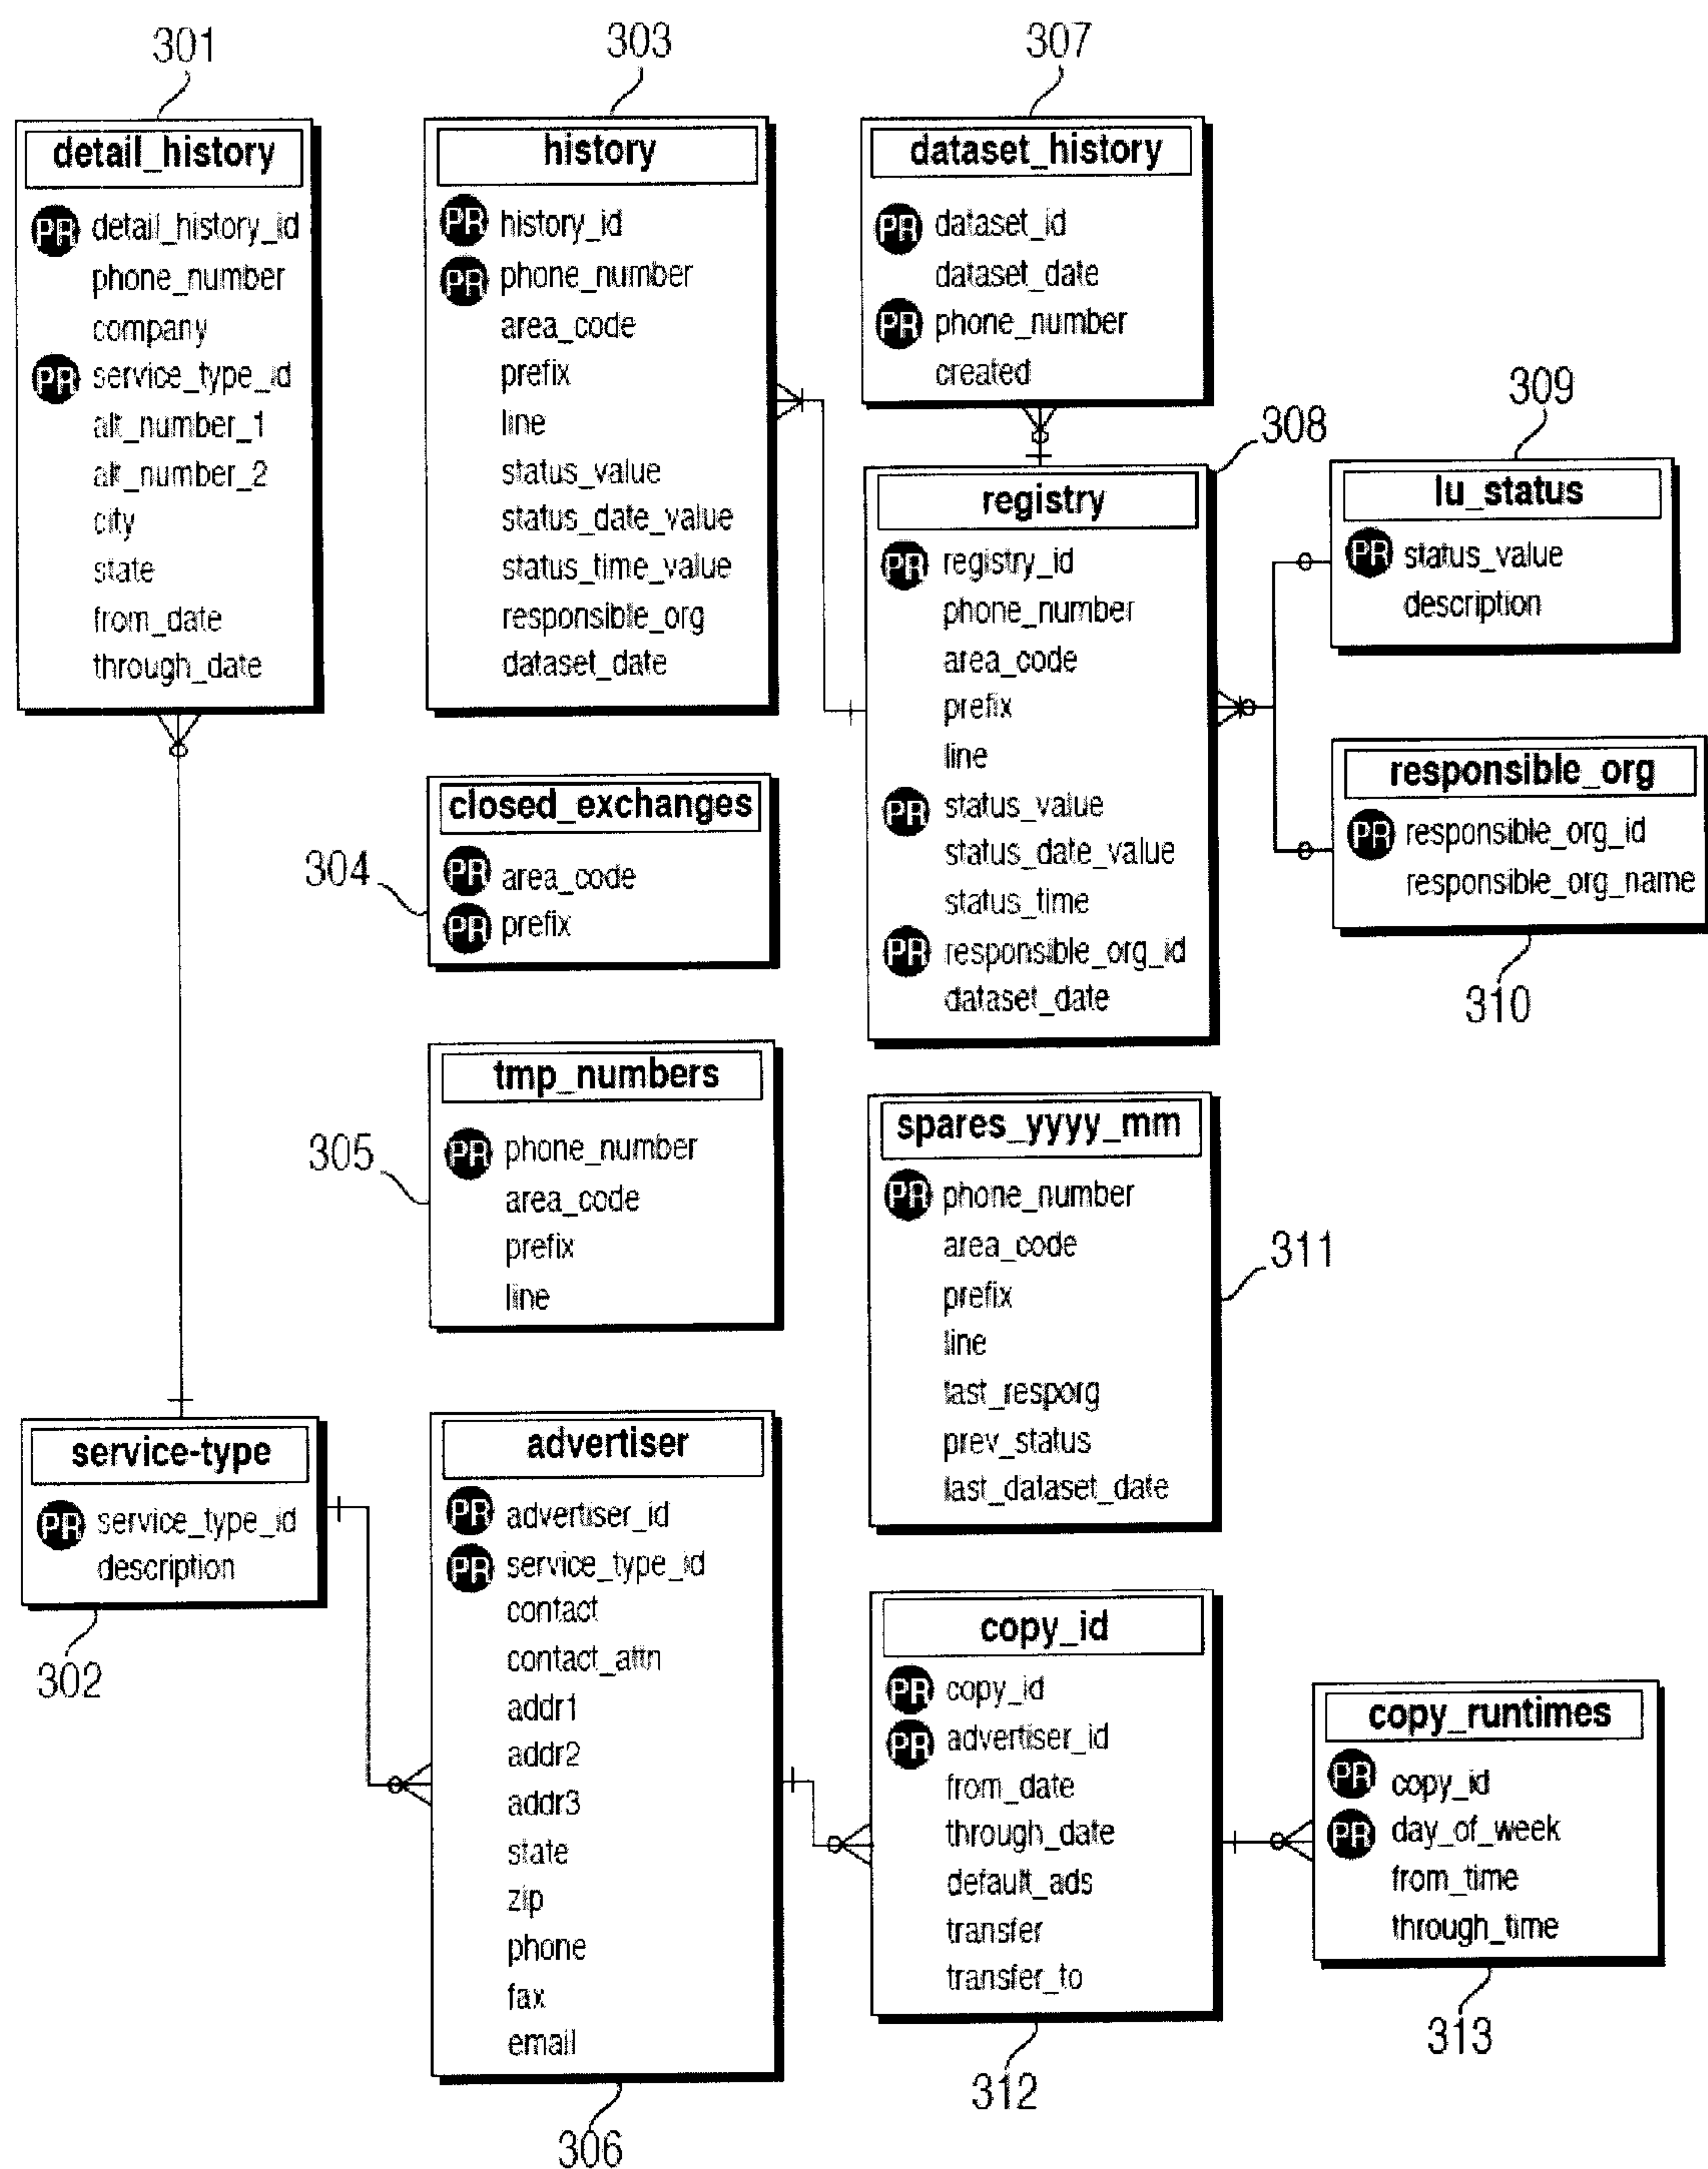 301
detail_history
PR detail_history_id
phone_number
company
PR service_type_id
alt_number_1
alt_number_2
city
state
from_date
through_date
303
history
PR history_id
PR phone_number
area_code
prefix
line
status_value
status_date_value
status_time_value
responsible_org
dataset_date
307
dataset_history
PR dataset_id
dataset_date
PR phone_number
created
308
registry
PR registry_id
phone_number
area_code
prefix
line
PR status_value
status_date_value
status_time
PR responsible_org_id
dataset_date
309
lu_status
PR status_value
description
responsible_org
PR responsible_org_id
responsible_org_name
310
304
closed_exchanges
PR area_code
PR prefix
305
tmp_numbers
PR phone_number
area_code
prefix
line
spares_yyyy_mm
PR phone_number
area_code
prefix
line
last_resporg
prev_status
last_dataset_date
311
service-type
PR service_type_id
description
302
advertiser
PR advertiser_id
PR service_type_id
contact
contact_attn
addr1
addr2
addr3
state
zip
phone
fax
email
306
copy_id
PR copy_id
PR advertiser_id
from_date
through_date
default_ads
transfer
transfer_to
312
copy_runtimes
PR copy_id
PR day_of_week
from_time
through_time
313